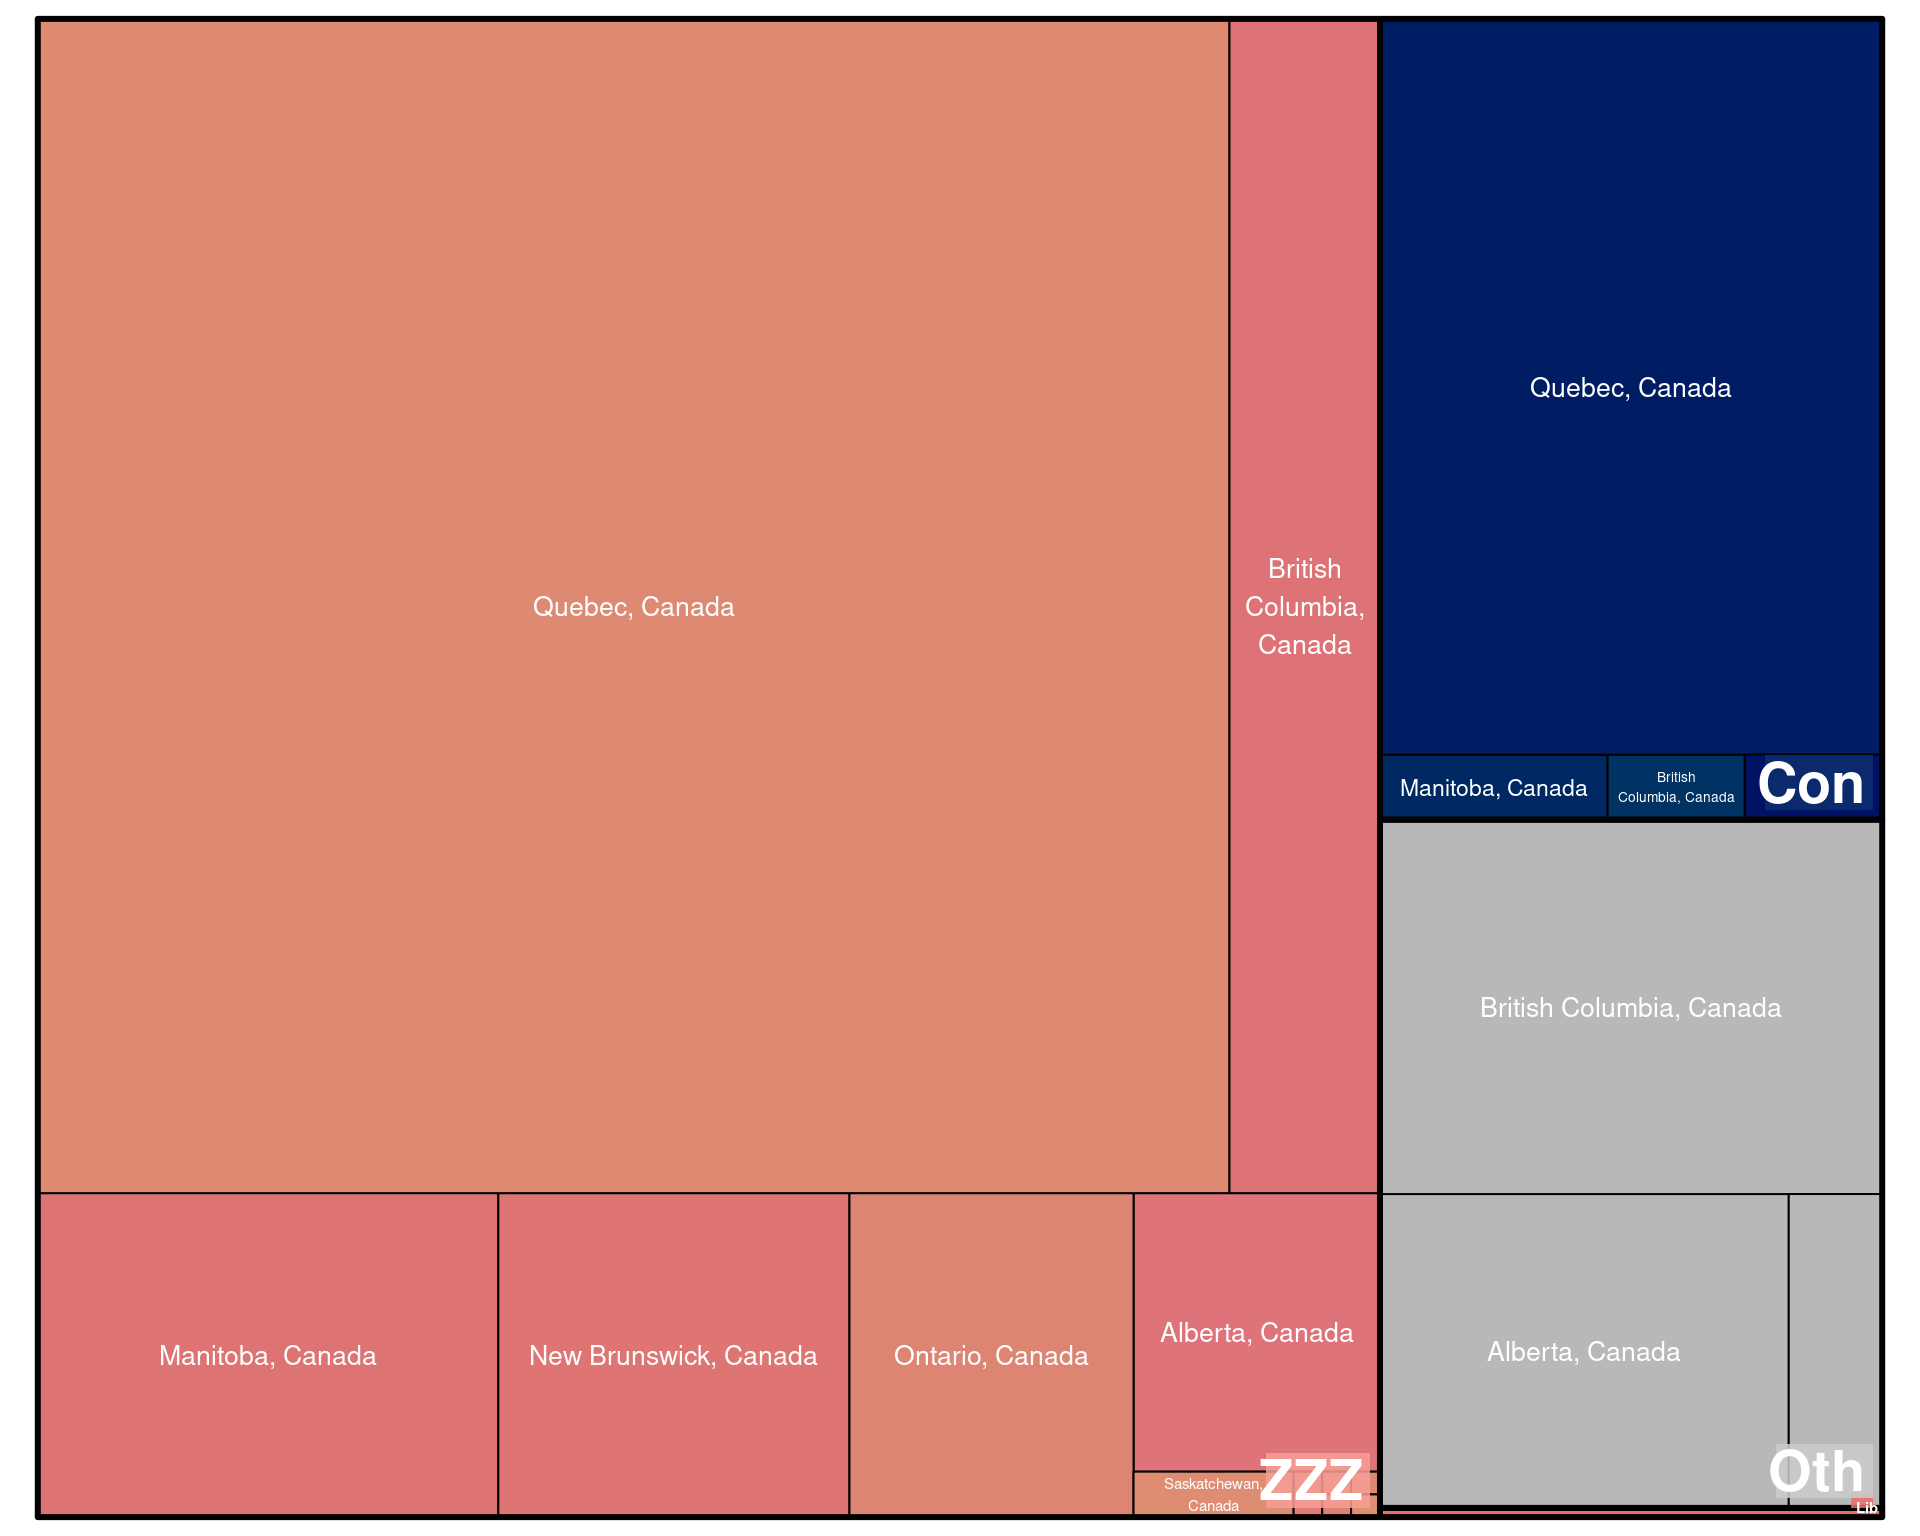 Quebec, Canada
British
Columbia,
Canada
Manitoba, Canada
New Brunswick, Canada
Ontario, Canada
Alberta, Canada
Saskatchewan,
Canada
ZZZ
Quebec, Canada
Manitoba, Canada
British
Columbia, Canada
Con
British Columbia, Canada
Alberta, Canada
Oth
Lib